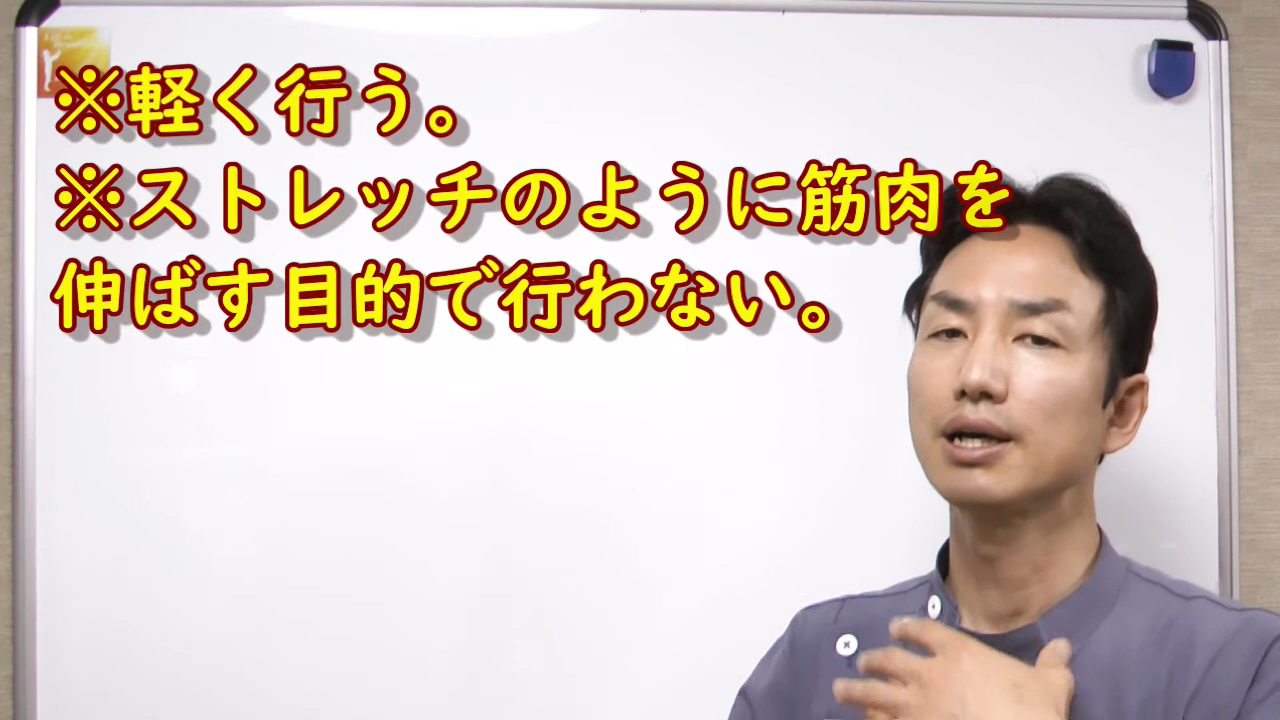 ※軽く行う。
※ストレッチのように筋肉を
伸ばす目的で行わない。